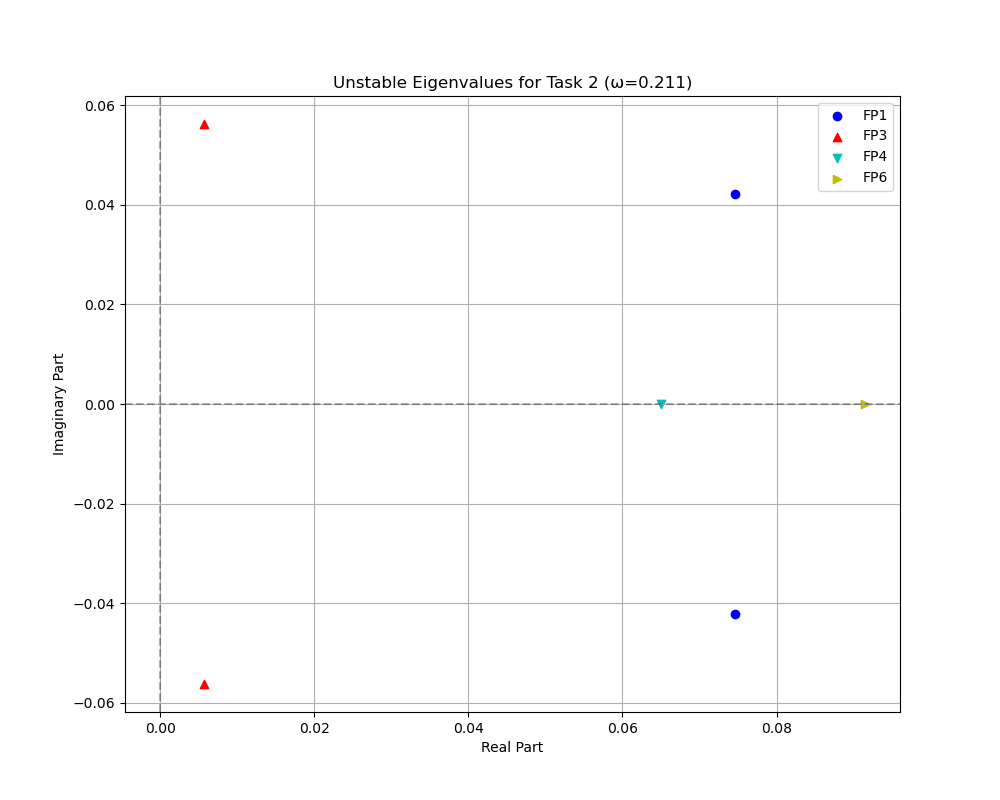 Unstable Eigenvalues for Task 2 (ω=0.211)
FP1
FP3
FP4
FP6
0.06
0.04
0.02
0.00
−0.02
−0.04
−0.06
Imaginary Part
0.00 0.02 0.04 0.06 0.08
Real Part